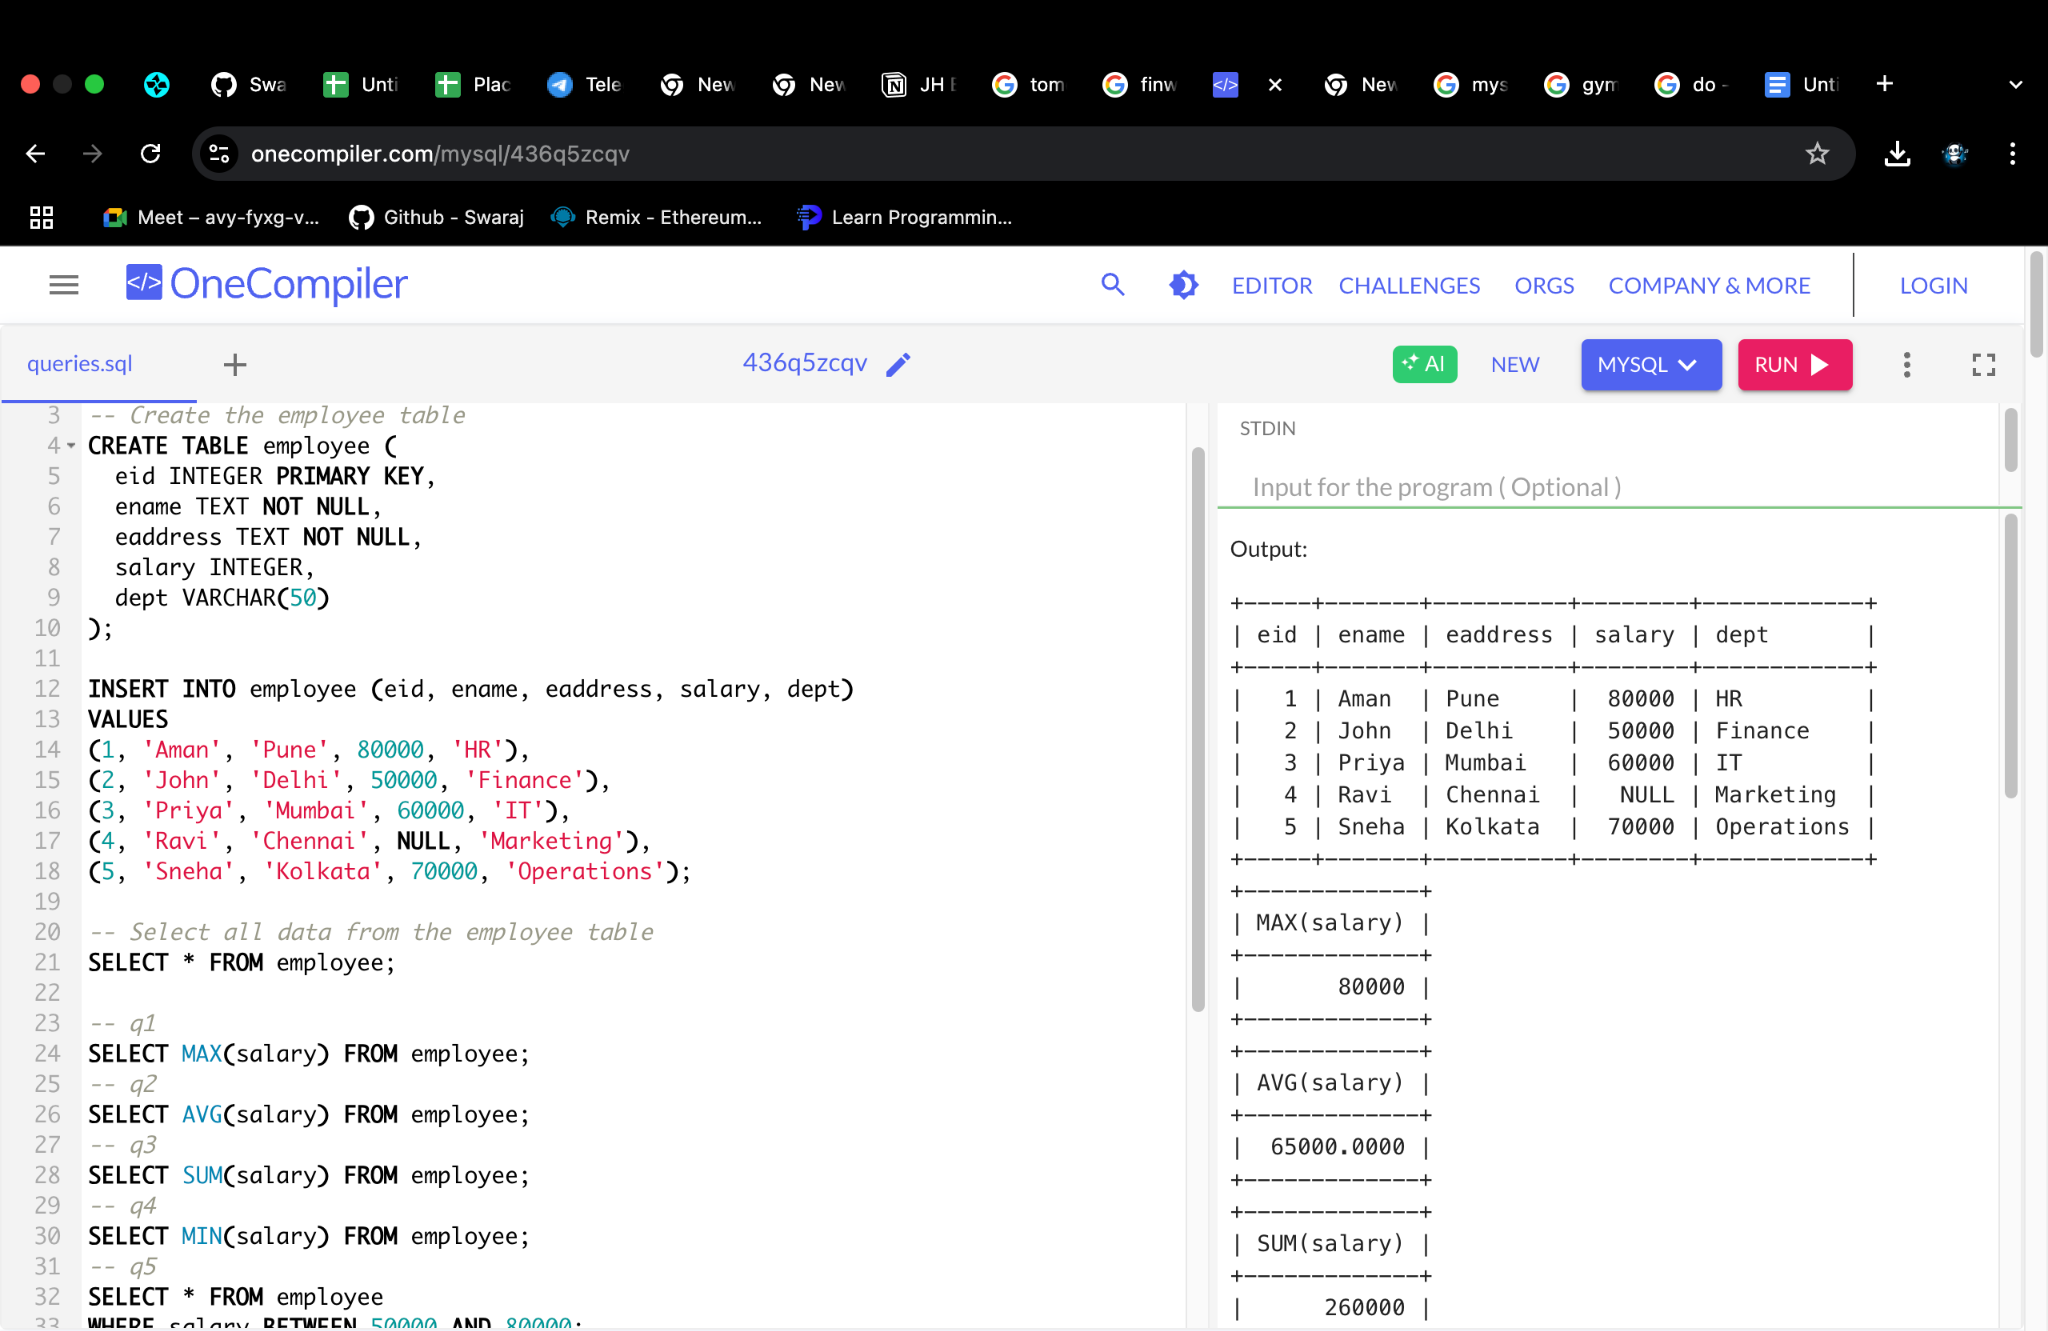 Swa Unti Plac Tele New New JH E tom finw </> New mys gym do - Unti
onecompiler.com/mysql/436q5zcqv
Meet – avy-fyxg-v... Github - Swaraj Remix - Ethereum... Learn Programmin...
</> OneCompiler EDITOR CHALLENGES ORGS COMPANY & MORE LOGIN
queries.sql + 436q5zcqv AI NEW MYSQL RUN
3 -- Create the employee table
4 CREATE TABLE employee (
5 eid INTEGER PRIMARY KEY,
6 ename TEXT NOT NULL,
7 eaddress TEXT NOT NULL,
8 salary INTEGER,
9 dept VARCHAR(50)
10 );
11
12 INSERT INTO employee (eid, ename, eaddress, salary, dept)
13 VALUES
14 (1, 'Aman', 'Pune', 80000, 'HR'),
15 (2, 'John', 'Delhi', 50000, 'Finance'),
16 (3, 'Priya', 'Mumbai', 60000, 'IT'),
17 (4, 'Ravi', 'Chennai', NULL, 'Marketing'),
18 (5, 'Sneha', 'Kolkata', 70000, 'Operations');
19
20 -- Select all data from the employee table
21 SELECT * FROM employee;
22
23 -- q1
24 SELECT MAX(salary) FROM employee;
25 -- q2
26 SELECT AVG(salary) FROM employee;
27 -- q3
28 SELECT SUM(salary) FROM employee;
29 -- q4
30 SELECT MIN(salary) FROM employee;
31 -- q5
32 SELECT * FROM employee
33 WHERE salary BETWEEN 50000 AND 80000;
STDIN
Input for the program ( Optional )
Output:
+-----+-------+----------+--------+------------+
| eid | ename | eaddress | salary | dept       |
+-----+-------+----------+--------+------------+
|   1 | Aman  | Pune     |  80000 | HR         |
|   2 | John  | Delhi    |  50000 | Finance    |
|   3 | Priya | Mumbai   |  60000 | IT         |
|   4 | Ravi  | Chennai  |   NULL | Marketing  |
|   5 | Sneha | Kolkata  |  70000 | Operations |
+-----+-------+----------+--------+------------+
+-------------+
| MAX(salary) |
+-------------+
|       80000 |
+-------------+
+-------------+
| AVG(salary) |
+-------------+
|  65000.0000 |
+-------------+
+-------------+
| SUM(salary) |
+-------------+
|      260000 |